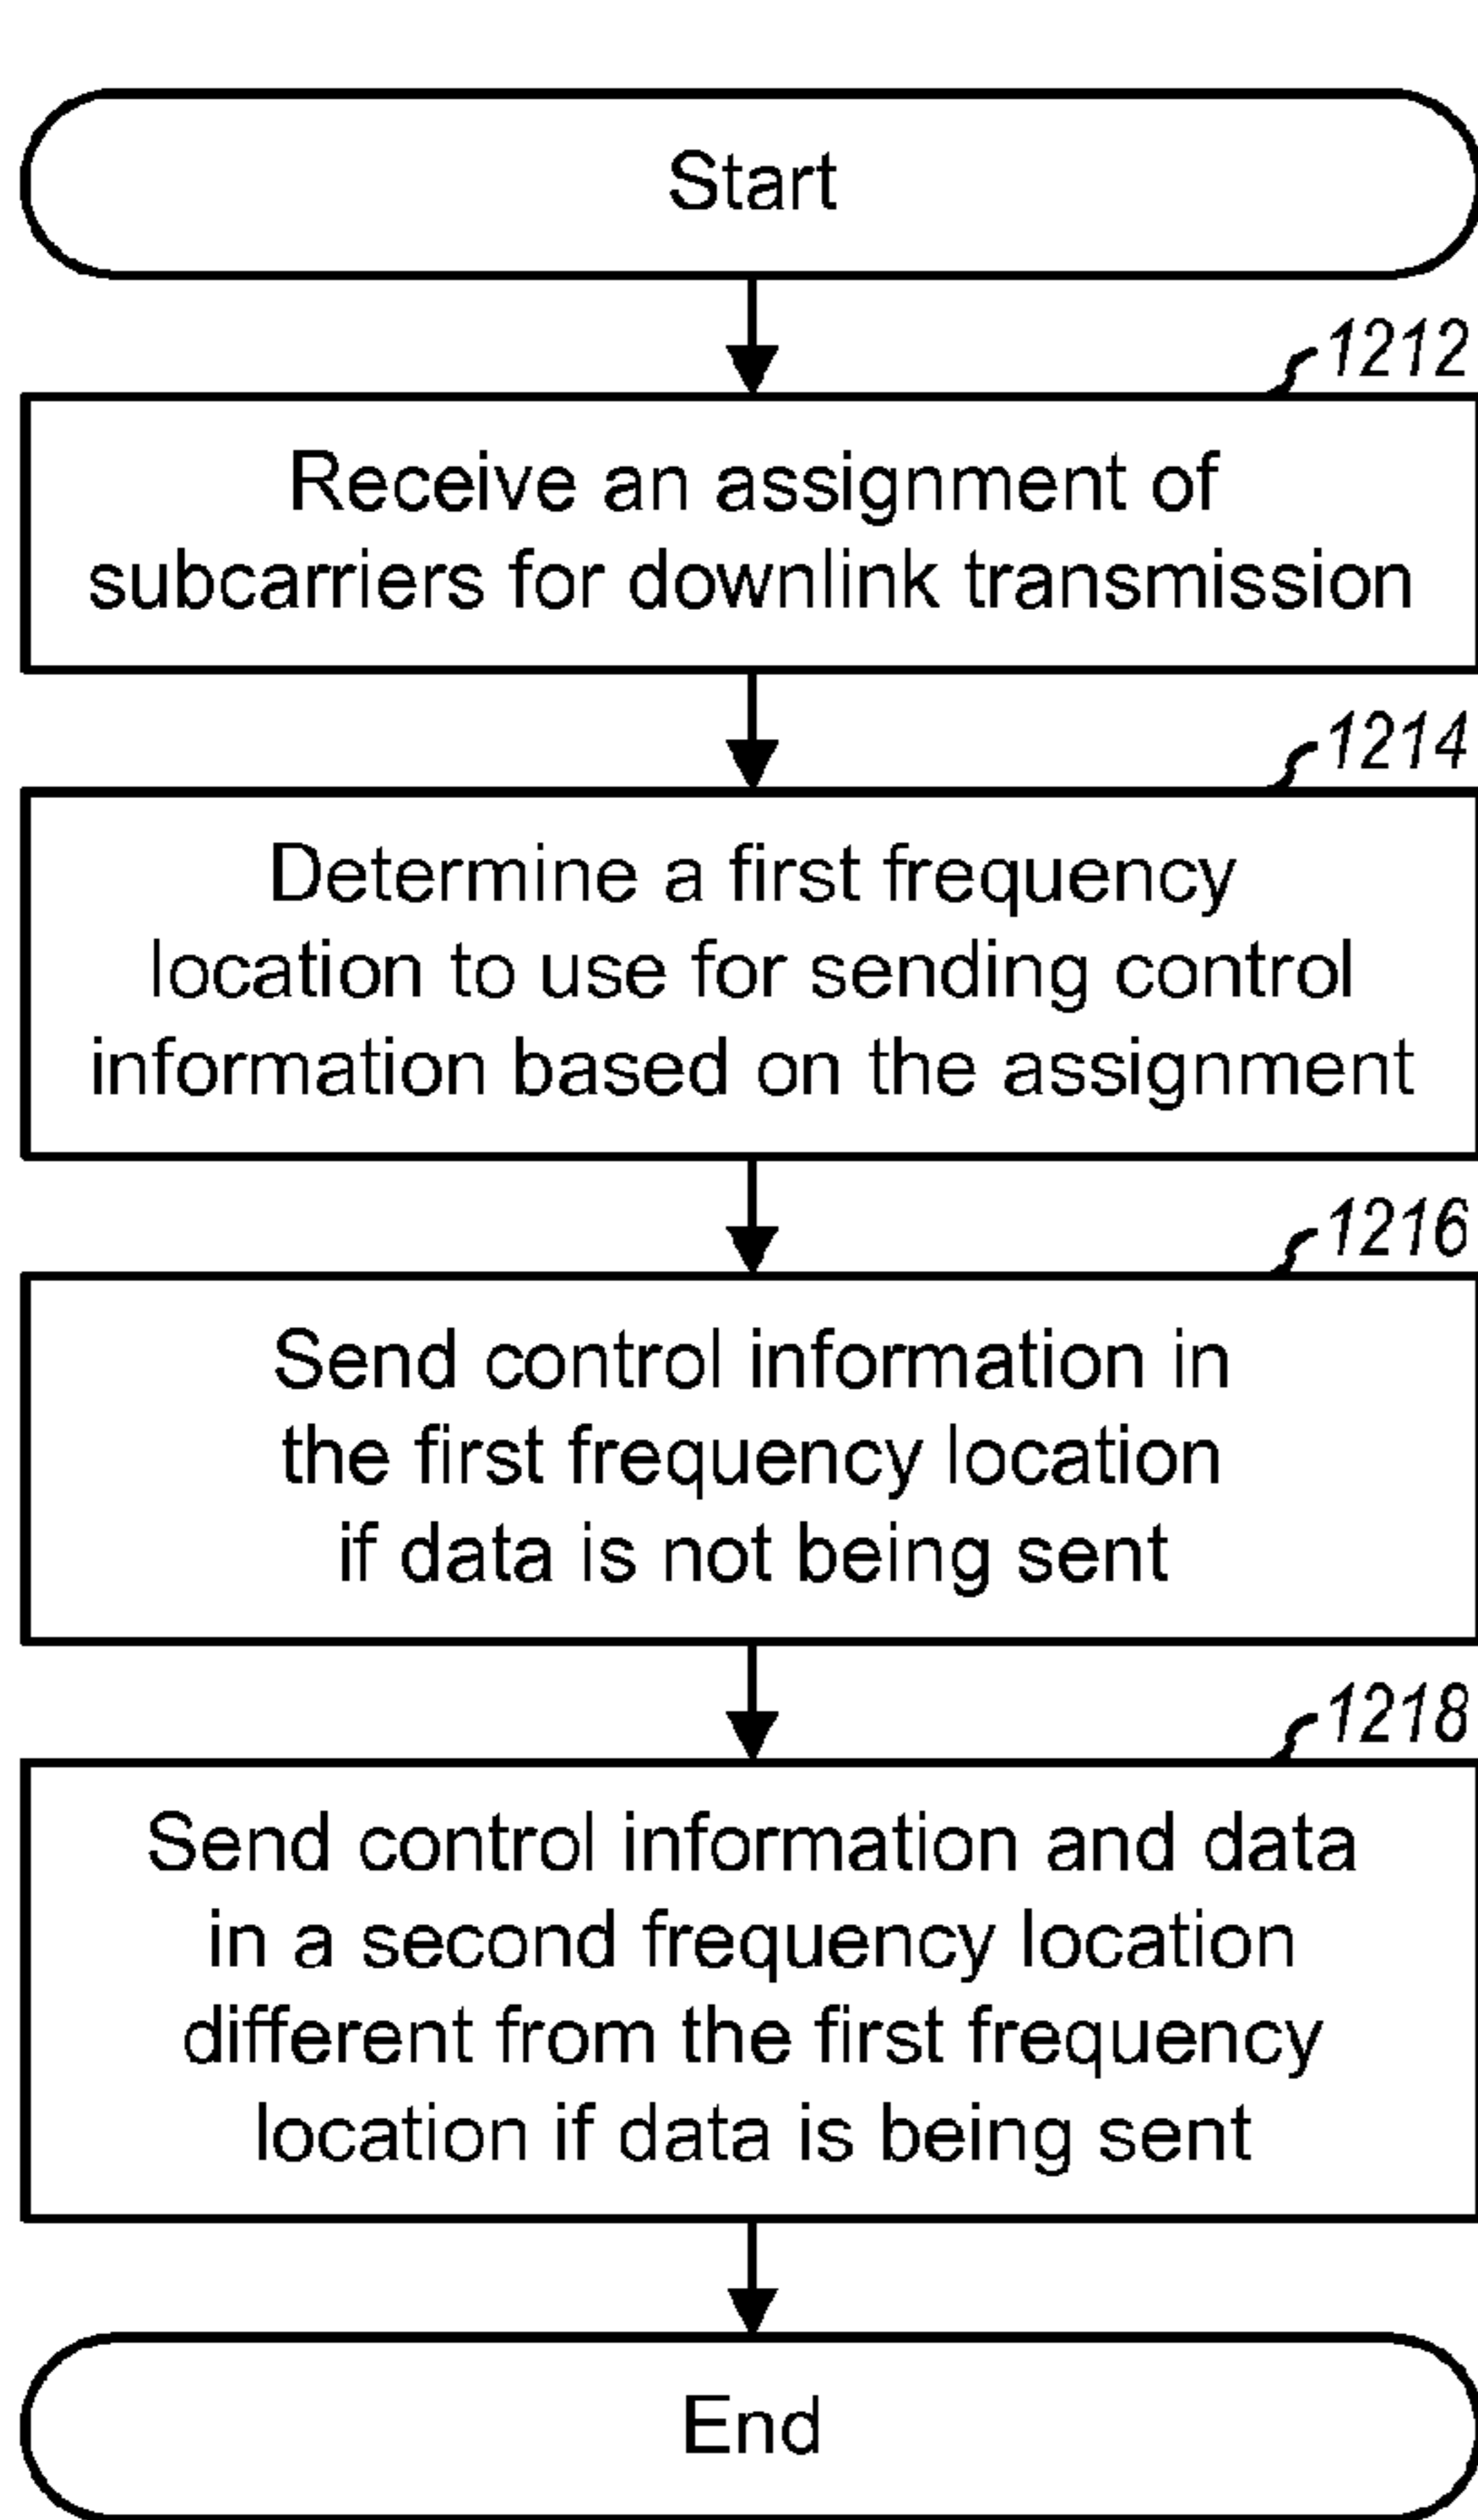 Start
1212
Receive an assignment of
subcarriers for downlink transmission
1214
Determine a first frequency
location to use for sending control
information based on the assignment
1216
Send control information in
the first frequency location
if data is not being sent
1218
Send control information and data
in a second frequency location
different from the first frequency
location if data is being sent
End